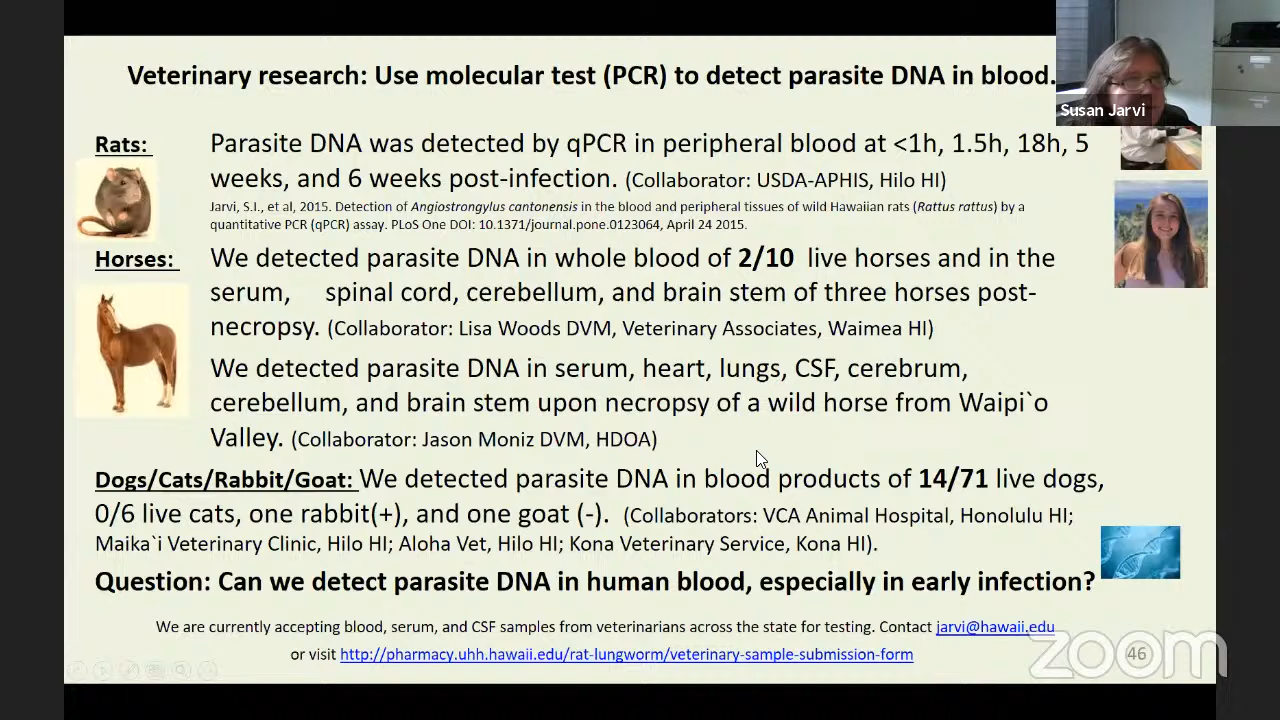 Veterinary research: Use molecular test (PCR) to detect parasite DNA in blood.
Susan Jarvi
Rats:
Parasite DNA was detected by qPCR in peripheral blood at <1h, 1.5h, 18h, 5
weeks, and 6 weeks post-infection. (Collaborator: USDA-APHIS, Hilo HI)
Jarvi, S.I., et al, 2015. Detection of Angiostrongylus cantonensis in the blood and peripheral tissues of wild Hawaiian rats (Rattus rattus) by a
quantitative PCR (qPCR) assay. PLoS One DOI: 10.1371/journal.pone.0123064, April 24 2015.
Horses:
We detected parasite DNA in whole blood of 2/10 live horses and in the
serum, spinal cord, cerebellum, and brain stem of three horses post-
necropsy. (Collaborator: Lisa Woods DVM, Veterinary Associates, Waimea HI)
We detected parasite DNA in serum, heart, lungs, CSF, cerebrum,
cerebellum, and brain stem upon necropsy of a wild horse from Waipi`o
Valley. (Collaborator: Jason Moniz DVM, HDOA)
Dogs/Cats/Rabbit/Goat: We detected parasite DNA in blood products of 14/71 live dogs,
0/6 live cats, one rabbit(+), and one goat (-). (Collaborators: VCA Animal Hospital, Honolulu HI;
Maika`i Veterinary Clinic, Hilo HI; Aloha Vet, Hilo HI; Kona Veterinary Service, Kona HI).
Question: Can we detect parasite DNA in human blood, especially in early infection?
We are currently accepting blood, serum, and CSF samples from veterinarians across the state for testing. Contact jarvi@hawaii.edu
or visit http://pharmacy.uhh.hawaii.edu/rat-lungworm/veterinary-sample-submission-form
zoom
46